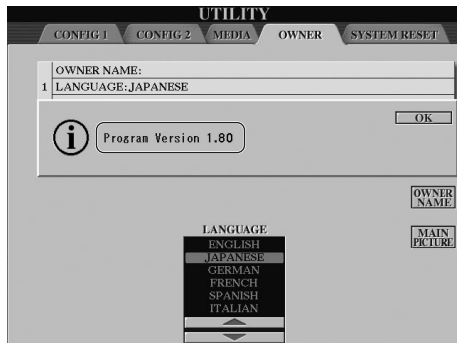 UTILITY
CONFIG 1 CONFIG 2 MEDIA OWNER SYSTEM RESET
OWNER NAME:
1 LANGUAGE:JAPANESE
OK
Program Version 1.80
OWNER
NAME
LANGUAGE
MAIN
PICTURE
ENGLISH
JAPANESE
GERMAN
FRENCH
SPANISH
ITALIAN